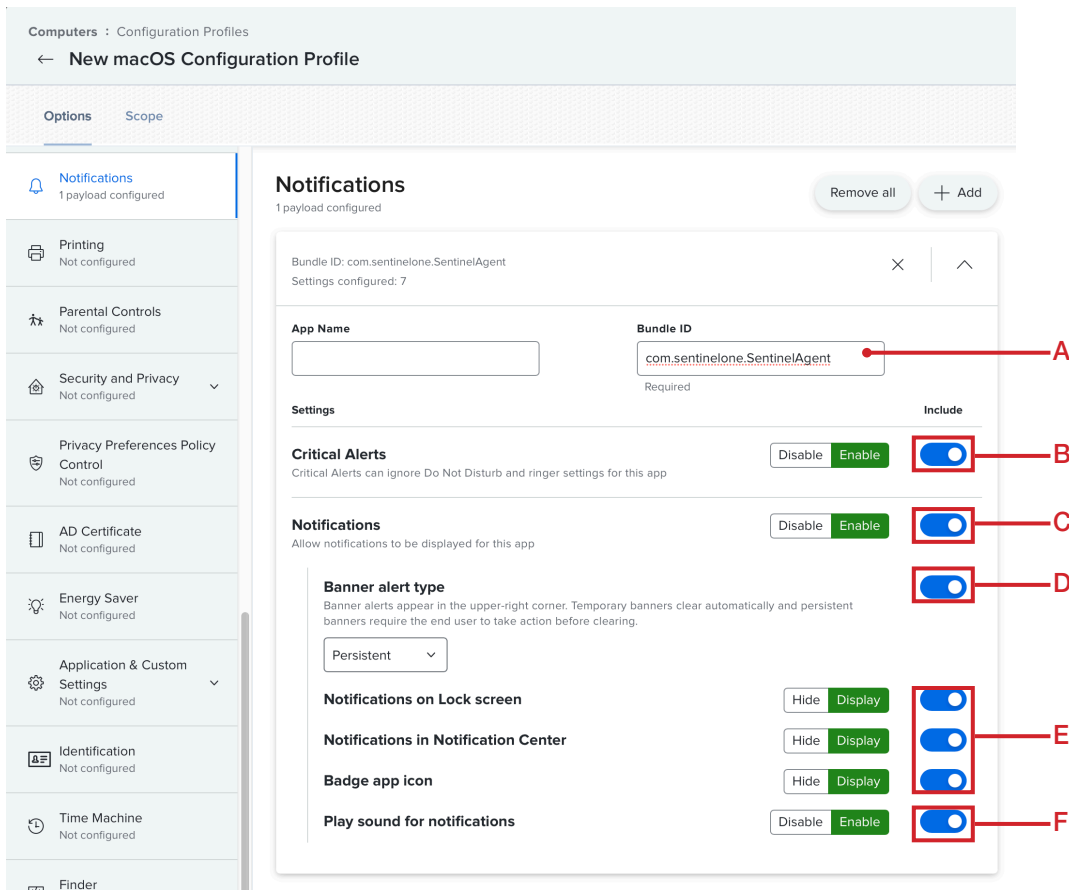 Computers : Configuration Profiles
← New macOS Configuration Profile
Options Scope
Notifications
1 payload configured
Printing
Not configured
Parental Controls
Not configured
Security and Privacy
Not configured
Privacy Preferences Policy
Control
Not configured
AD Certificate
Not configured
Energy Saver
Not configured
Application & Custom
Settings
Not configured
Identification
Not configured
Time Machine
Not configured
Finder
Notifications
1 payload configured
Remove all
+ Add
Bundle ID: com.sentinelone.SentinelAgent
Settings configured: 7
App Name
Bundle ID
com.sentinelone.SentinelAgent
A
Required
Settings Include
Critical Alerts
Critical Alerts can ignore Do Not Disturb and ringer settings for this app
Disable Enable
B
Notifications
Allow notifications to be displayed for this app
Disable Enable
C
Banner alert type
D
Banner alerts appear in the upper-right corner. Temporary banners clear automatically and persistent
banners require the end user to take action before clearing.
Persistent
Notifications on Lock screen Hide Display
Notifications in Notification Center Hide Display
E
Badge app icon Hide Display
Play sound for notifications Disable Enable
F